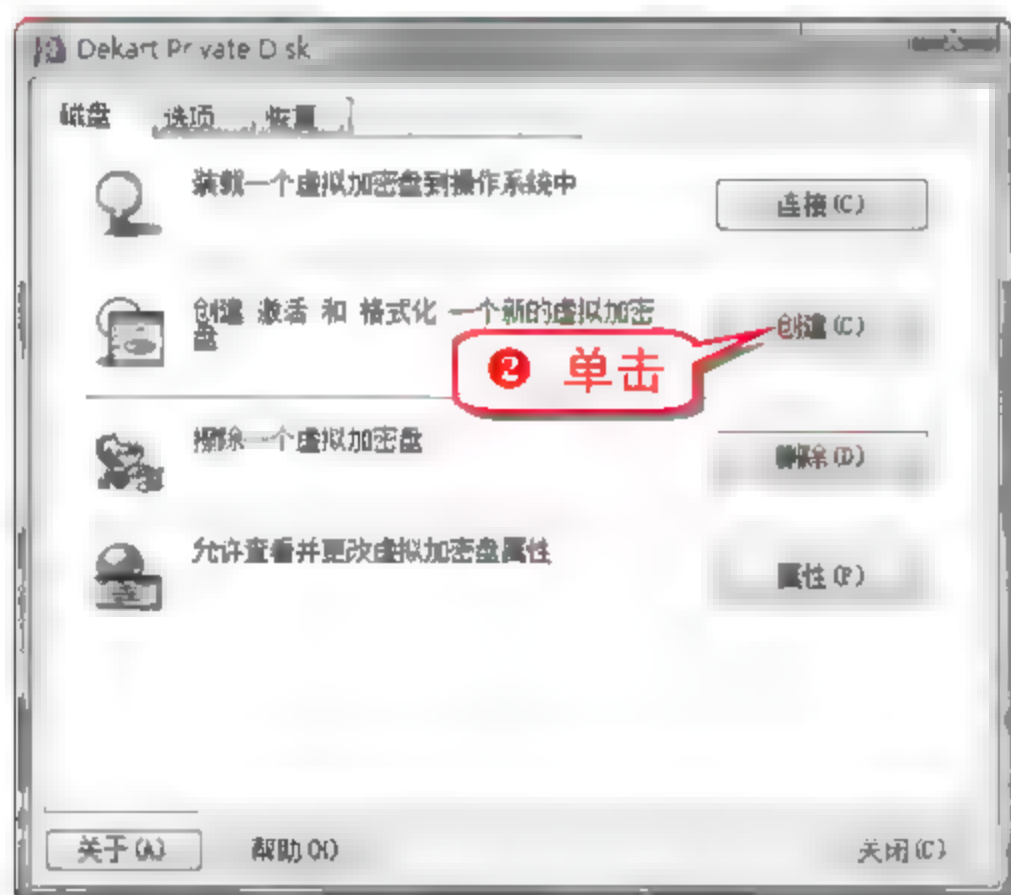 Dekart Private Disk
磁盘 选项 恢复
装载一个虚拟加密盘到操作系统中
连接(C)
创建 激活 和 格式化 一个新的虚拟加密
盘
创建(C)
❷ 单击
删除一个虚拟加密盘
删除(D)
允许查看并更改虚拟加密盘属性
属性(P)
关于(A) 帮助(H) 关闭(C)